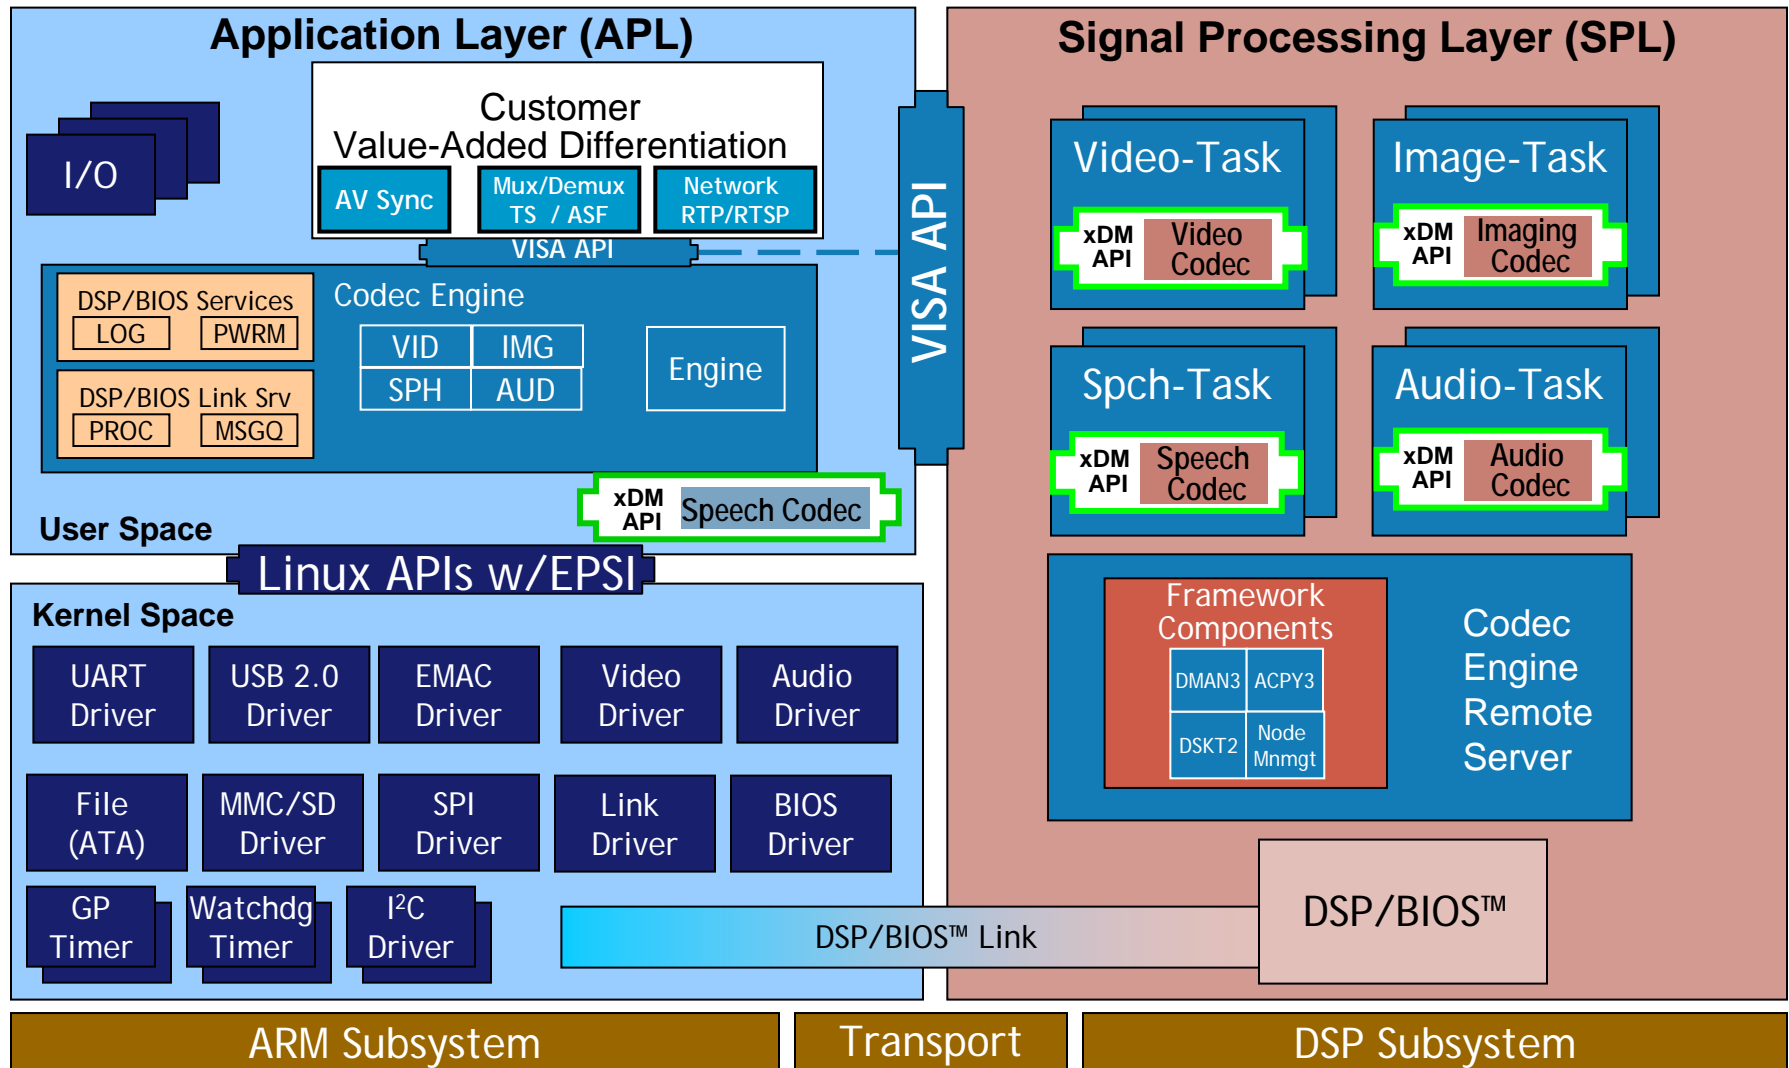 Application Layer (APL)
I/O
Customer
Value-Added Differentiation
AV Sync
Mux/Demux
TS / ASF
Network
RTP/RTSP
VISA API
DSP/BIOS Services
LOG
PWRM
DSP/BIOS Link Srv
PROC
MSGQ
Codec Engine
VID
IMG
SPH
AUD
Engine
xDM
API
Speech Codec
User Space
VISA API
Linux APIs w/EPSI
Kernel Space
UART
Driver
USB 2.0
Driver
EMAC
Driver
Video
Driver
Audio
Driver
File
(ATA)
MMC/SD
Driver
SPI
Driver
Link
Driver
BIOS
Driver
GP
Timer
Watchdg
Timer
I²C
Driver
DSP/BIOS™ Link
Signal Processing Layer (SPL)
Video-Task
xDM
API
Video
Codec
Image-Task
xDM
API
Imaging
Codec
Spch-Task
xDM
API
Speech
Codec
Audio-Task
xDM
API
Audio
Codec
Framework
Components
DMAN3
ACPY3
DSKT2
Node
Mnmgt
Codec
Engine
Remote
Server
DSP/BIOS™
ARM Subsystem
Transport
DSP Subsystem